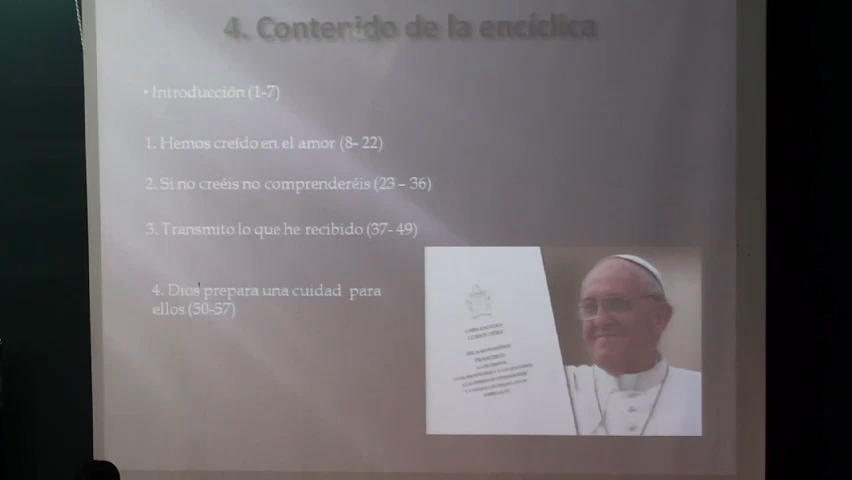 4. Contenido de la encíclica
• Introducción (1-7)
1. Hemos creído en el amor (8- 22)
2. Si no creéis no comprenderéis (23 – 36)
3. Transmito lo que he recibido (37- 49)
4. Dios prepara una cuidad para
ellos (50-57)
FRANCISCO